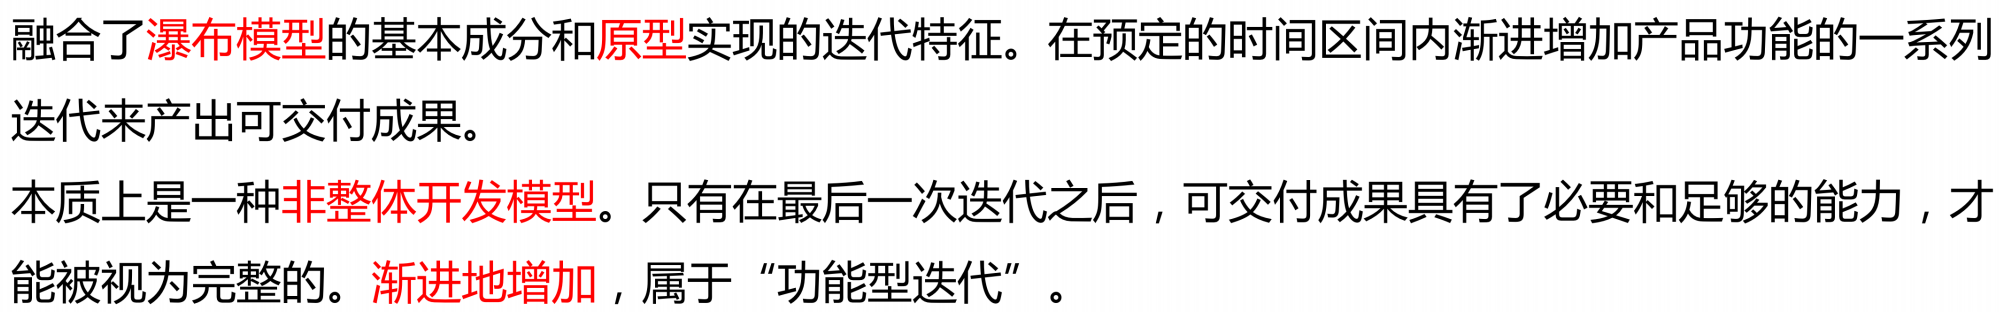 融合了瀑布模型的基本成分和原型实现的迭代特征。在预定的时间区间内渐进增加产品功能的一系列
迭代来产出可交付成果。
本质上是一种非整体开发模型。只有在最后一次迭代之后，可交付成果具有了必要和足够的能力，才
能被视为完整的。渐进地增加，属于“功能型迭代”。